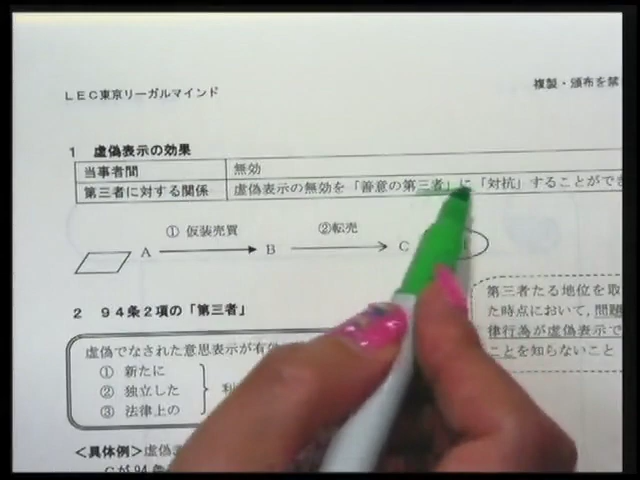 LEC東京リーガルマインド
複製・頒布を禁
1 虚偽表示の効果
当事者間 無効
第三者に対する関係 虚偽表示の無効を「善意の第三者」に「対抗」することができ
① 仮装売買 ②転売
A B C
2 94条2項の「第三者」
第三者たる地位を取
た時点において,問題
律行為が虚偽表示で
ことを知らないこと
虚偽でなされた意思表示が有効
① 新たに
② 独立した
③ 法律上の
<具体例>虚偽
Cが94条